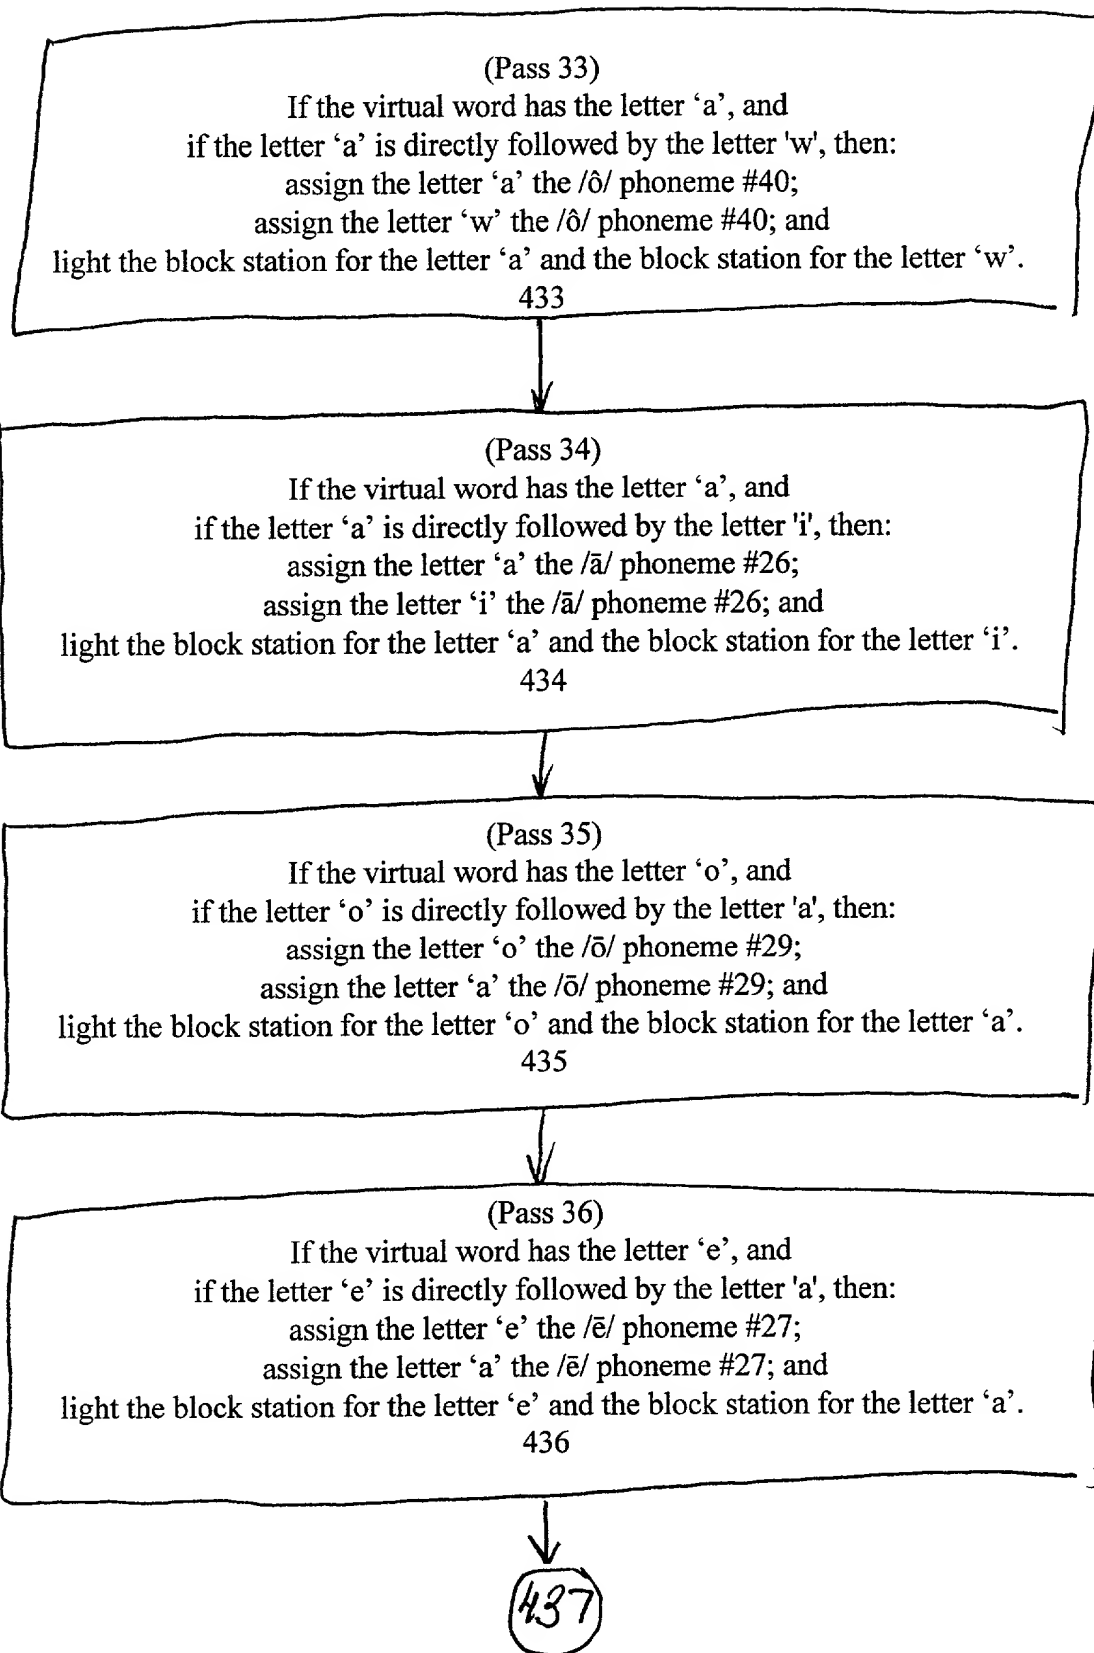 (Pass 33)
If the virtual word has the letter ‘a’, and
if the letter ‘a’ is directly followed by the letter 'w', then:
assign the letter ‘a’ the /ô/ phoneme #40;
assign the letter ‘w’ the /ô/ phoneme #40; and
light the block station for the letter ‘a’ and the block station for the letter ‘w’.
433
(Pass 34)
If the virtual word has the letter ‘a’, and
if the letter ‘a’ is directly followed by the letter 'i', then:
assign the letter ‘a’ the /ā/ phoneme #26;
assign the letter ‘i’ the /ā/ phoneme #26; and
light the block station for the letter ‘a’ and the block station for the letter ‘i’.
434
(Pass 35)
If the virtual word has the letter ‘o’, and
if the letter ‘o’ is directly followed by the letter 'a', then:
assign the letter ‘o’ the /ō/ phoneme #29;
assign the letter ‘a’ the /ō/ phoneme #29; and
light the block station for the letter ‘o’ and the block station for the letter ‘a’.
435
(Pass 36)
If the virtual word has the letter ‘e’, and
if the letter ‘e’ is directly followed by the letter 'a', then:
assign the letter ‘e’ the /ē/ phoneme #27;
assign the letter ‘a’ the /ē/ phoneme #27; and
light the block station for the letter ‘e’ and the block station for the letter ‘a’.
436
437